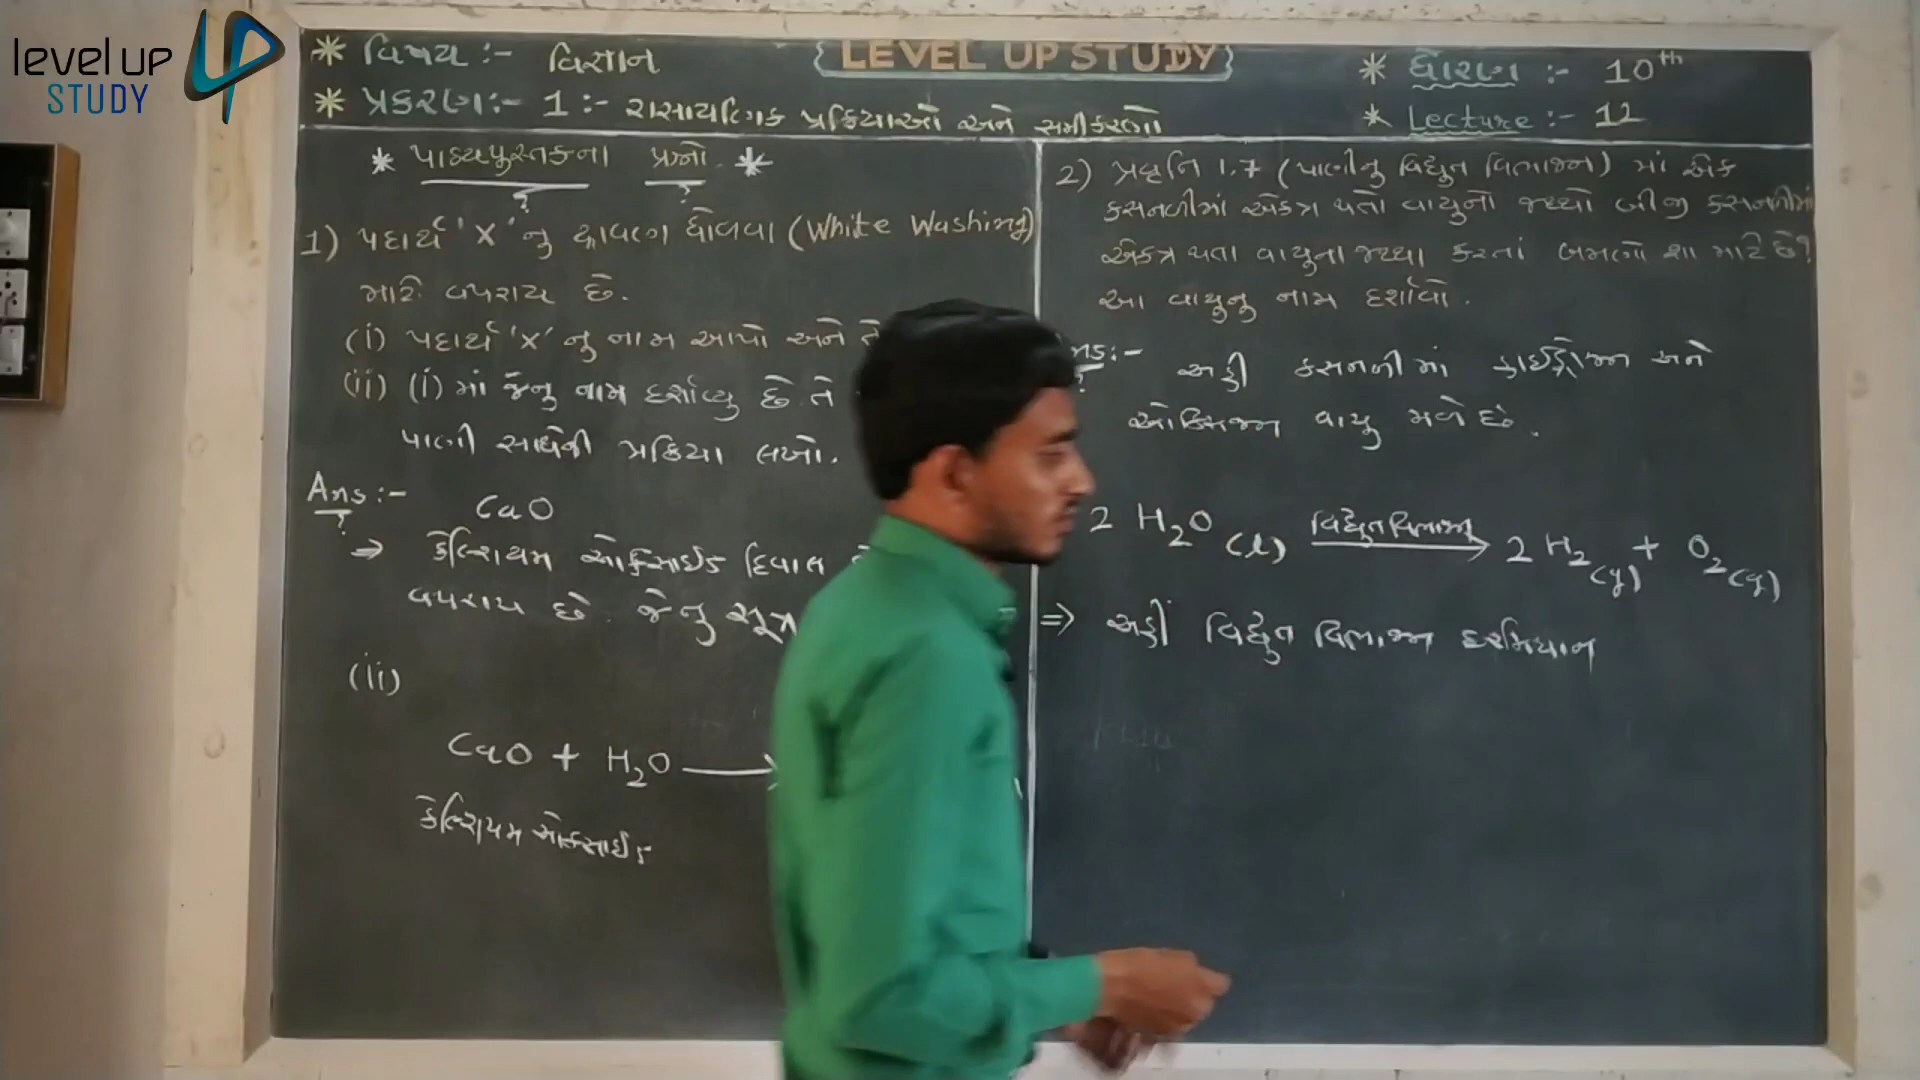 level up
STUDY
{ LEVEL UP STUDY }
* વિષય :- વિજ્ઞાન
* ધોરણ :- 10th
* પ્રકરણ:- 1 :- રાસાયણિક પ્રક્રિયાઓ અને સમીકરણો
* Lecture :- 12
* પાઠ્યપુસ્તકના પ્રશ્નો. *
1) પદાર્થ 'X' નુ દ્રાવણ ધોળવા (White Washing)
માટે વપરાય છે.
(i) પદાર્થ 'X' નુ નામ આપો અને તે
(ii) (i) માં જેનુ નામ દર્શાવ્યુ છે તે
પાણી સાથેની પ્રક્રિયા લખો.
Ans :- CaO
⇒ કેલ્શિયમ ઓક્સાઈડ દિવાલ
વપરાય છે. જેનુ સૂત્ર
(ii)
CaO + H2O ⟶
કેલ્શિયમ ઓક્સાઈડ
2) પ્રવૃત્તિ 1.7 (પાણીનુ વિદ્યુત વિભાજન) માં એક
કસનળીમાં એકત્ર થતો વાયુનો જથ્થો બીજી કસનળીમાં
એકત્ર થતા વાયુના જથ્થા કરતાં બમણો શા માટે છે?
આ વાયુનુ નામ દર્શાવો.
ns :- અહી કસનળીમાં હાઈડ્રોજન અને
ઓક્સિજન વાયુ મળે છે.
2 H2O (l) વિદ્યુતવિભાજન ⟶ 2 H2 (g) + O2 (g)
⇒ અહીં વિદ્યુત વિભાજન દરમિયાન